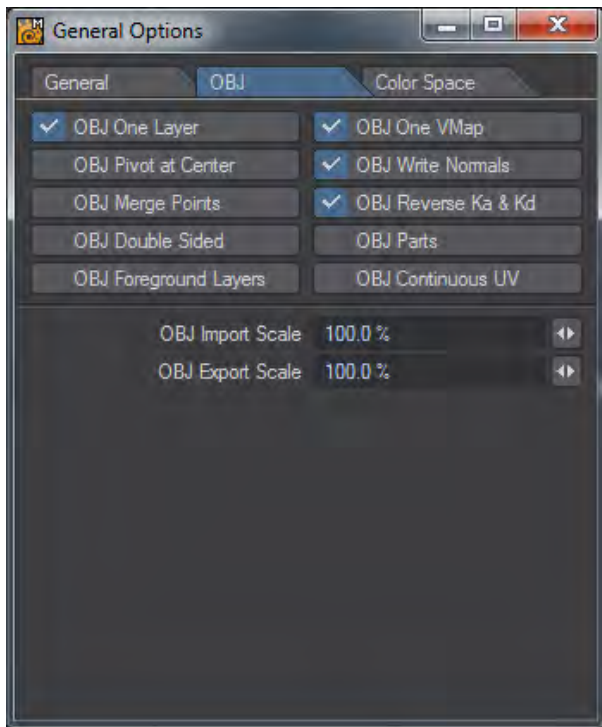 General Options
General OBJ Color Space
OBJ One Layer OBJ One VMap
OBJ Pivot at Center OBJ Write Normals
OBJ Merge Points OBJ Reverse Ka & Kd
OBJ Double Sided OBJ Parts
OBJ Foreground Layers OBJ Continuous UV
OBJ Import Scale 100.0 %
OBJ Export Scale 100.0 %